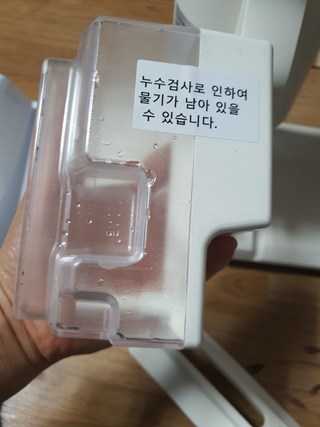 누수검사로 인하여
물기가 남아 있을
수 있습니다.